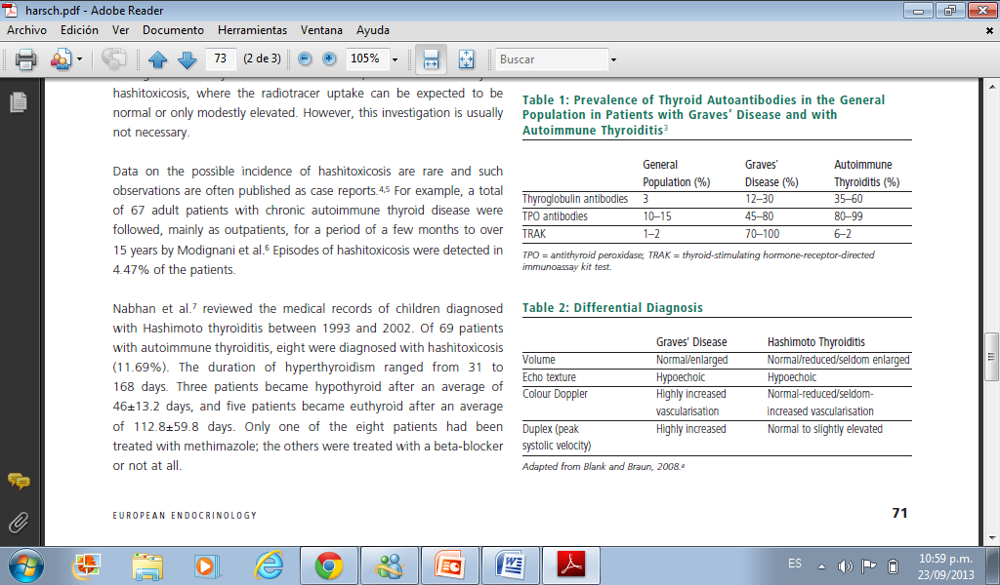 harsch.pdf - Adobe Reader
Archivo Edición Ver Documento Herramientas Ventana Ayuda
73 (2 de 3) 105% Buscar
hashitoxicosis, where the radiotracer uptake can be expected to be
normal or only modestly elevated. However, this investigation is usually
not necessary.
Data on the possible incidence of hashitoxicosis are rare and such
observations are often published as case reports.4,5 For example, a total
of 67 adult patients with chronic autoimmune thyroid disease were
followed, mainly as outpatients, for a period of a few months to over
15 years by Modignani et al.6 Episodes of hashitoxicosis were detected in
4.47% of the patients.
Nabhan et al.7 reviewed the medical records of children diagnosed
with Hashimoto thyroiditis between 1993 and 2002. Of 69 patients
with autoimmune thyroiditis, eight were diagnosed with hashitoxicosis
(11.69%). The duration of hyperthyroidism ranged from 31 to
168 days. Three patients became hypothyroid after an average of
46±13.2 days, and five patients became euthyroid after an average
of 112.8±59.8 days. Only one of the eight patients had been
treated with methimazole; the others were treated with a beta-blocker
or not at all.
Table 1: Prevalence of Thyroid Autoantibodies in the General
Population in Patients with Graves' Disease and with
Autoimmune Thyroiditis3
General Graves' Autoimmune
Population (%) Disease (%) Thyroiditis (%)
Thyroglobulin antibodies 3 12–30 35–60
TPO antibodies 10–15 45–80 80–99
TRAK 1–2 70–100 6–2
TPO = antithyroid peroxidase; TRAK = thyroid-stimulating hormone-receptor-directed
immunoassay kit test.
Table 2: Differential Diagnosis
Graves' Disease Hashimoto Thyroiditis
Volume Normal/enlarged Normal/reduced/seldom enlarged
Echo texture Hypoechoic Hypoechoic
Colour Doppler Highly increased Normal-reduced/seldom-
vascularisation increased vascularisation
Duplex (peak Highly increased Normal to slightly elevated
systolic velocity)
Adapted from Blank and Braun, 2008.8
EUROPEAN ENDOCRINOLOGY 71
ES 10:59 p.m.
23/09/2013